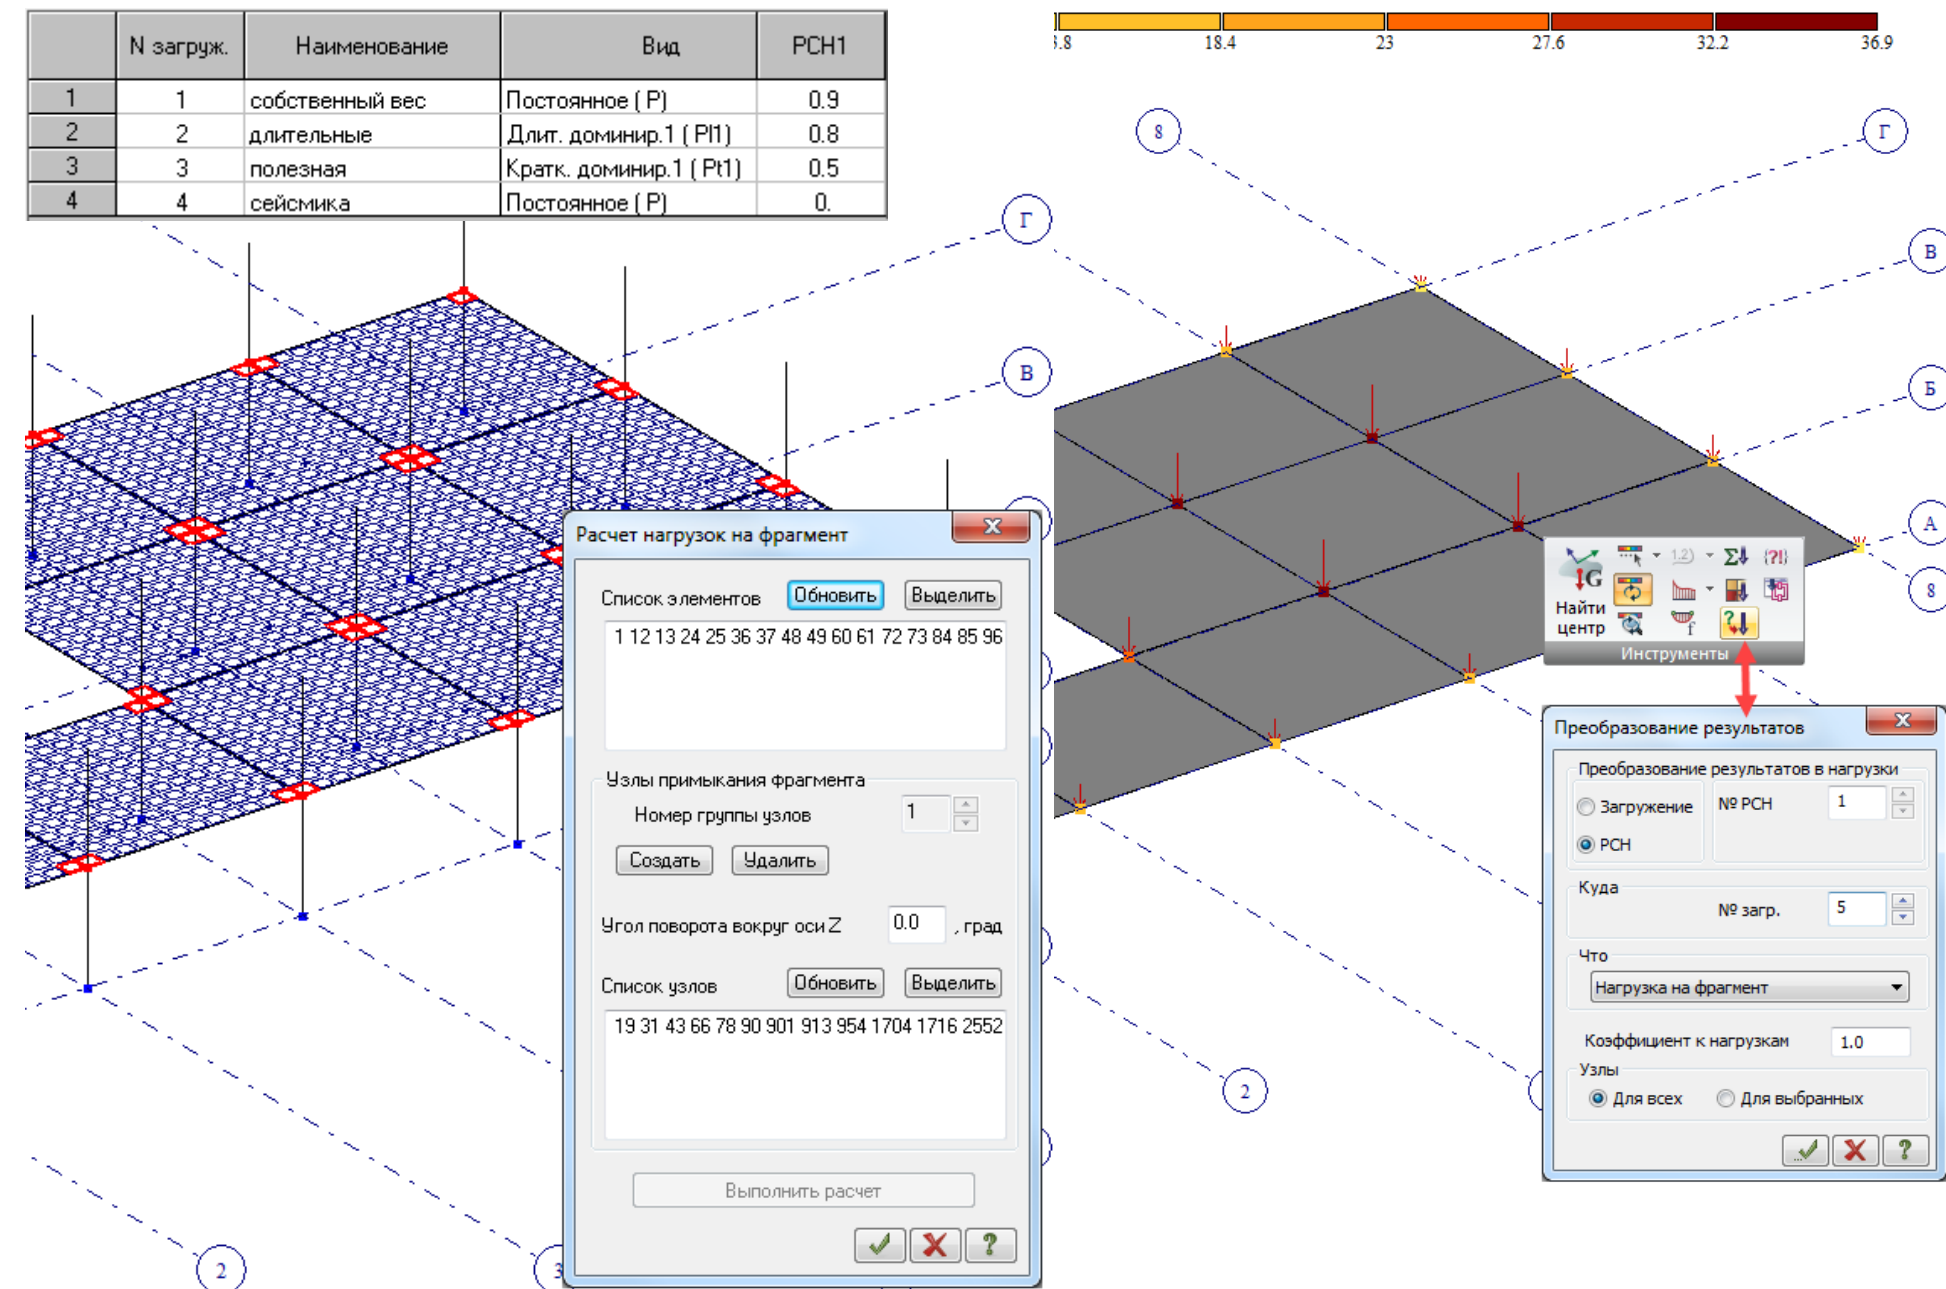 N загруж. Наименование Вид РСН1
1 1 собственный вес Постоянное ( P) 0.9
2 2 длительные Длит. доминир.1 ( Pl1) 0.8
3 3 полезная Кратк. доминир.1 ( Pt1) 0.5
4 4 сейсмика Постоянное ( P) 0.
18.4 23 27.6 32.2 36.9
8
Г
В
Б
А
8
Г
В
2
3
2
Расчет нагрузок на фрагмент
Список элементов Обновить Выделить
1 12 13 24 25 36 37 48 49 60 61 72 73 84 85 96
Узлы примыкания фрагмента
Номер группы узлов 1
Создать Удалить
Угол поворота вокруг оси Z 0.0 , град
Список узлов Обновить Выделить
19 31 43 66 78 90 901 913 954 1704 1716 2552
Выполнить расчет
?
G
Найти
центр
1.2)
Σ
{?!}
f
?
Инструменты
Преобразование результатов
Преобразование результатов в нагрузки
Загружение № РСН 1
РСН
Куда
№ загр. 5
Что
Нагрузка на фрагмент
Коэффициент к нагрузкам 1.0
Узлы
Для всех Для выбранных
?